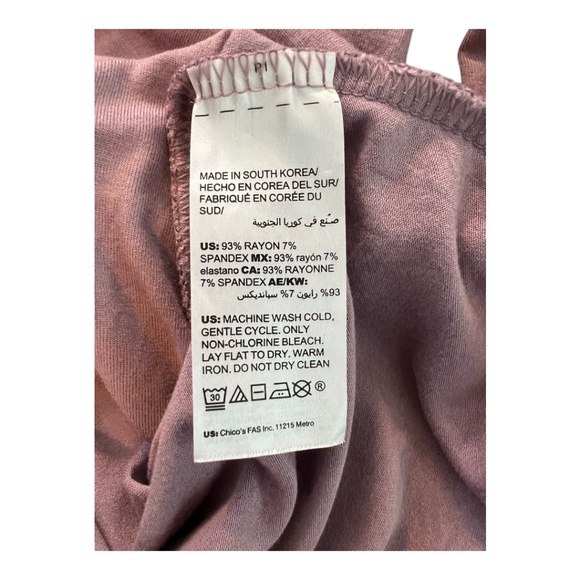 PI
MADE IN SOUTH KOREA/
HECHO EN COREA DEL SUR/
FABRIQUÉ EN CORÉE DU
SUD/
صنع في كوريا الجنوبية
US: 93% RAYON 7%
SPANDEX MX: 93% rayón 7%
elastano CA: 93% RAYONNE
7% SPANDEX AE/KW:
93% رايون 7% سبانديكس
US: MACHINE WASH COLD,
GENTLE CYCLE. ONLY
NON-CHLORINE BLEACH.
LAY FLAT TO DRY. WARM
IRON. DO NOT DRY CLEAN
30 ®
US: Chico's FAS Inc. 11215 Metro